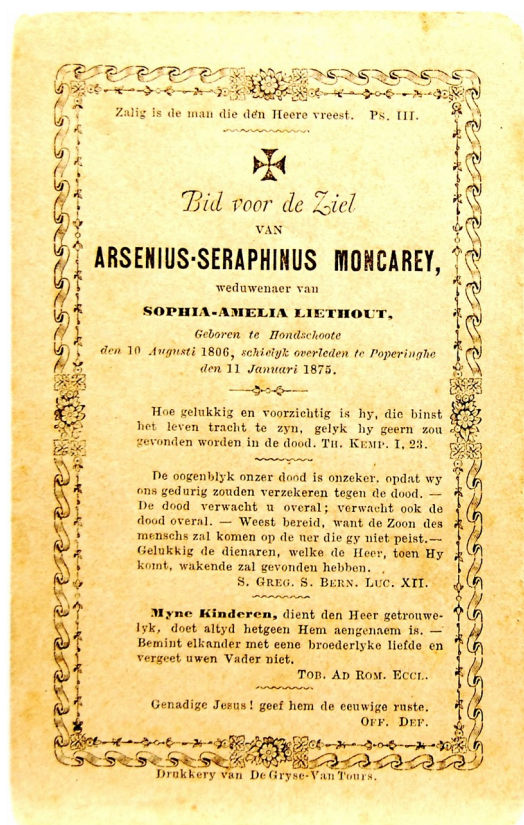 Zalig is de man die den Heere vreest. Ps. III.
Bid voor de Ziel
VAN
ARSENIUS-SERAPHINUS MONCAREY,
weduwenaer van
SOPHIA-AMELIA LIETHOUT,
Geboren te Hondschoote
den 10 Augusti 1806, schielyk overleden te Poperinghe
den 11 Januari 1875.
Hoe gelukkig en voorzichtig is hy, die binst
het leven tracht te zyn, gelyk hy geern zou
gevonden worden in de dood. Th. Kemp. I, 23.
De oogenblyk onzer dood is onzeker, opdat wy
ons gedurig zouden verzekeren tegen de dood. —
De dood verwacht u overal; verwacht ook de
dood overal. — Weest bereid, want de Zoon des
menschs zal komen op de uer die gy niet peist.—
Gelukkig de dienaren, welke de Heer, toen Hy
komt, wakende zal gevonden hebben.
S. Greg. S. Bern. Luc. XII.
Myne Kinderen, dient den Heer getrouwe-
lyk, doet altyd hetgeen Hem aengenaem is. —
Bemint elkander met eene broederlyke liefde en
vergeet uwen Vader niet.
Tob. Ad Rom. Eccl.
Genadige Jesus! geef hem de eeuwige ruste.
Off. Def.
Drukkery van De Gryse-Van Tours.